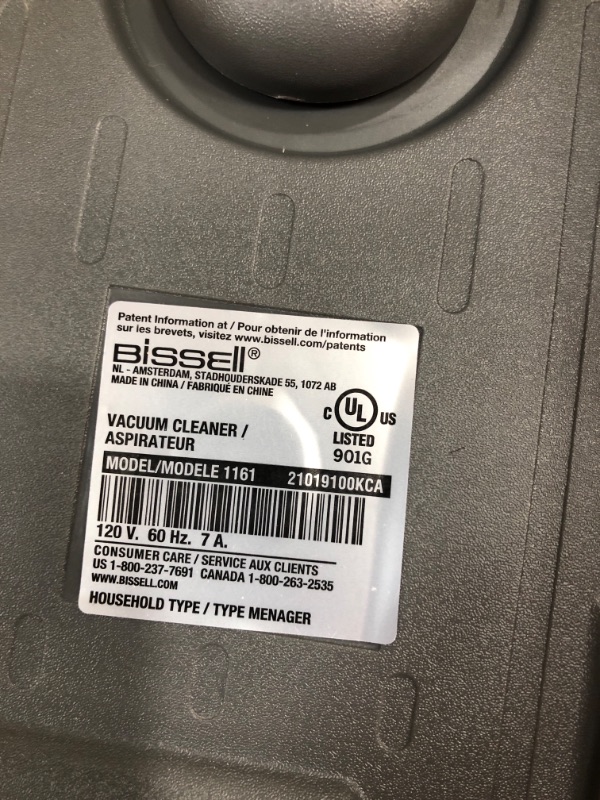 Patent Information at / Pour obtenir de l'information
sur les brevets, visitez www.bissell.com/patents
BISSELL®
NL - AMSTERDAM, STADHOUDERSKADE 55, 1072 AB
MADE IN CHINA / FABRIQUÉ EN CHINE
C UL US
LISTED
901G
VACUUM CLEANER /
ASPIRATEUR
MODEL/MODELE 1161 21019100KCA
120 V. 60 Hz. 7 A.
CONSUMER CARE / SERVICE AUX CLIENTS
US 1-800-237-7691 CANADA 1-800-263-2535
WWW.BISSELL.COM
HOUSEHOLD TYPE / TYPE MENAGER